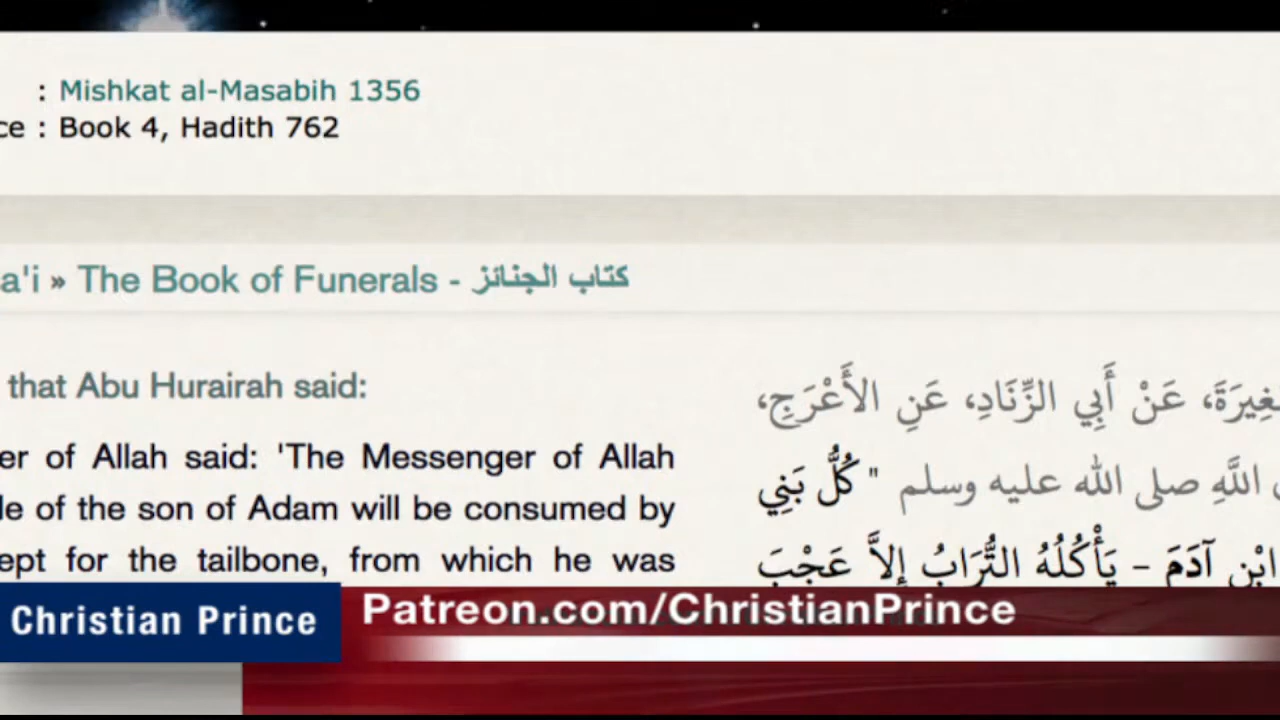 : Mishkat al-Masabih 1356
ce : Book 4, Hadith 762
a'i » The Book of Funerals - كتاب الجنائز
that Abu Hurairah said:
er of Allah said: 'The Messenger of Allah
le of the son of Adam will be consumed by
ept for the tailbone, from which he was
غِيرَةَ، عَنْ أَبِي الزِّنَادِ، عَنِ الأَعْرَجِ،
اللَّهِ صلى الله عليه وسلم " كُلُّ بَنِي
ابْنِ آدَمَ - يَأْكُلُهُ التُّرَابُ إِلاَّ عَجْبَ
Christian Prince
Patreon.com/ChristianPrince